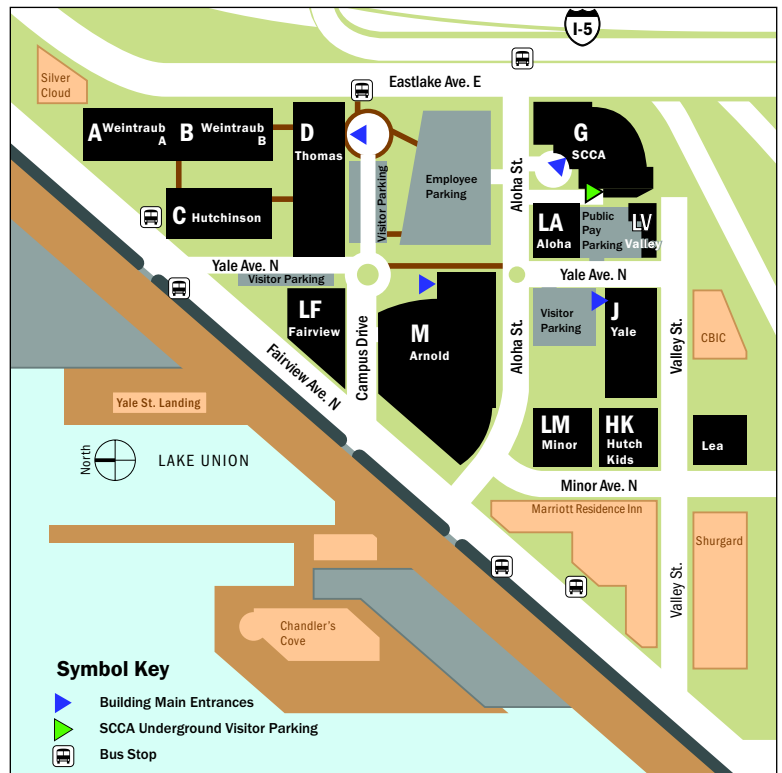 I-5
Eastlake Ave. E
Silver
Cloud
A Weintraub
A
B Weintraub
B
D
Thomas
C Hutchinson
Visitor Parking
Employee
Parking
Aloha St.
G
SCCA
LA
Aloha
Public
Pay
Parking
LV
Valley
Yale Ave. N
Visitor Parking
Yale Ave. N
LF
Fairview
Campus Drive
M
Arnold
Aloha St.
Visitor
Parking
J
Yale
Valley St.
CBIC
Fairview Ave. N
Yale St. Landing
North
LAKE UNION
LM
Minor
HK
Hutch
Kids
Lea
Minor Ave. N
Marriott Residence Inn
Shurgard
Valley St.
Chandler's
Cove
Symbol Key
Building Main Entrances
SCCA Underground Visitor Parking
Bus Stop